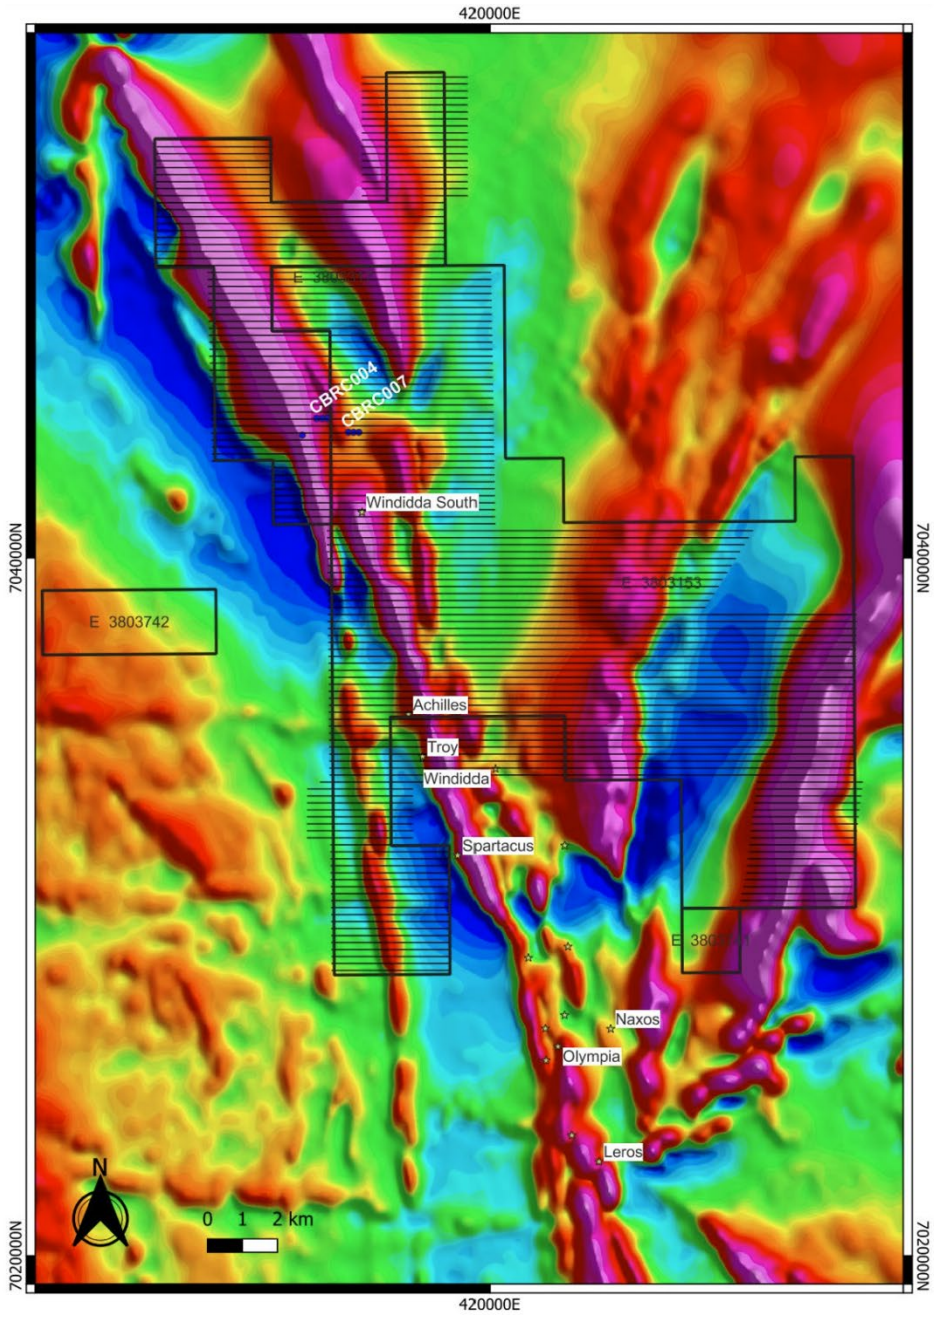 420000E
CBRC004
CBRC007
Windidda South
7040000N
7040000N
E 3803153
E 3803742
Achilles
Troy
Windidda
Spartacus
Naxos
Olympia
Leros
N
0 1 2 km
7020000N
7020000N
420000E